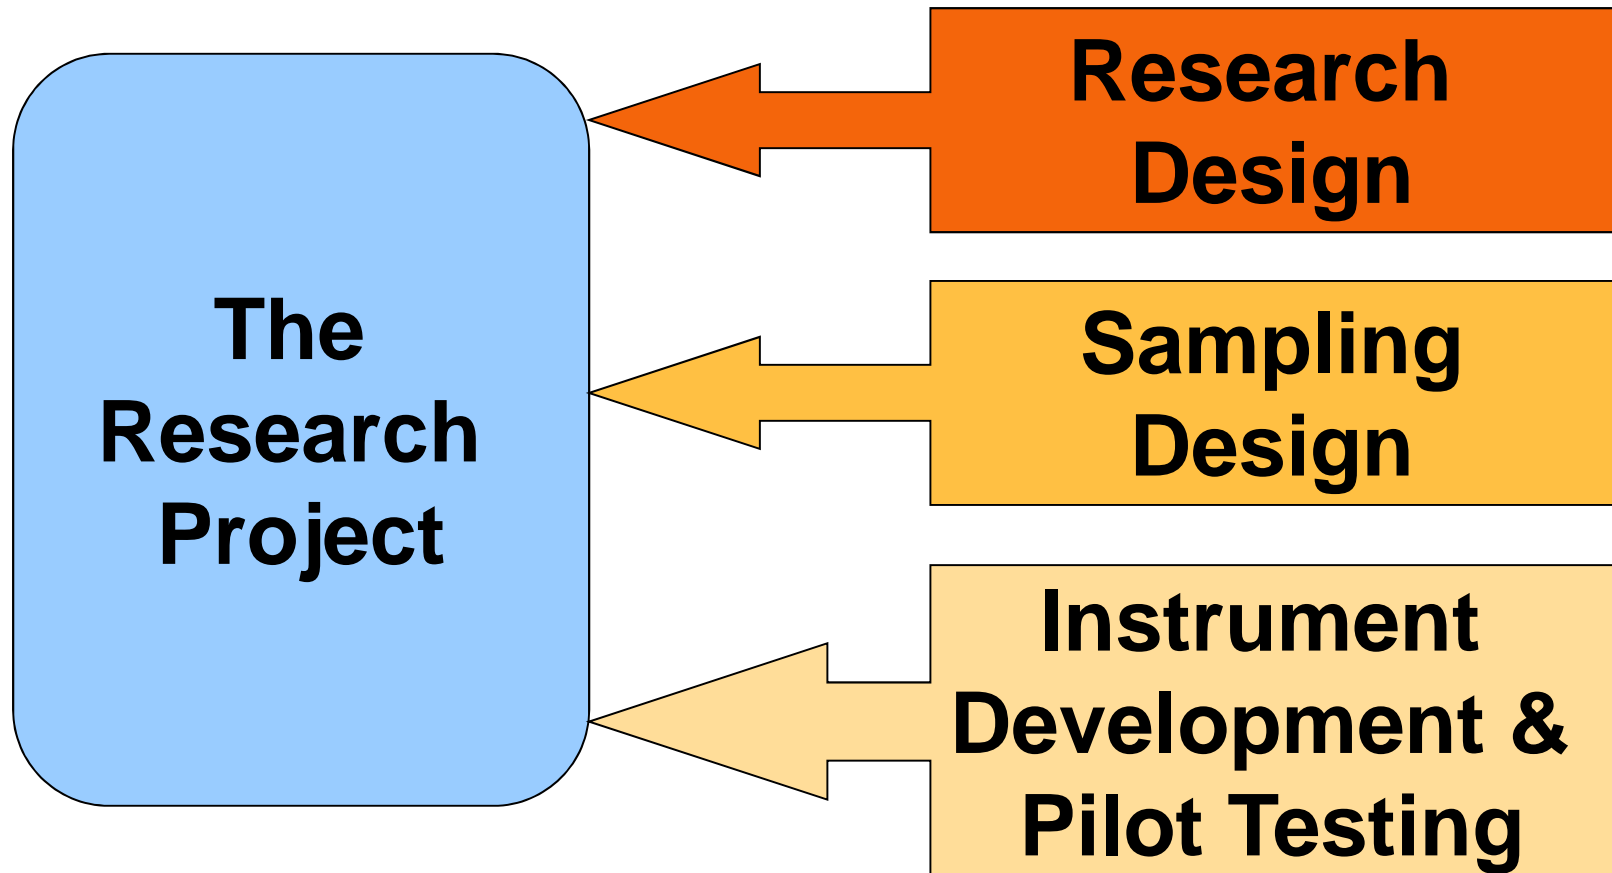 The
Research
Project
Research
Design
Sampling
Design
Instrument
Development &
Pilot Testing